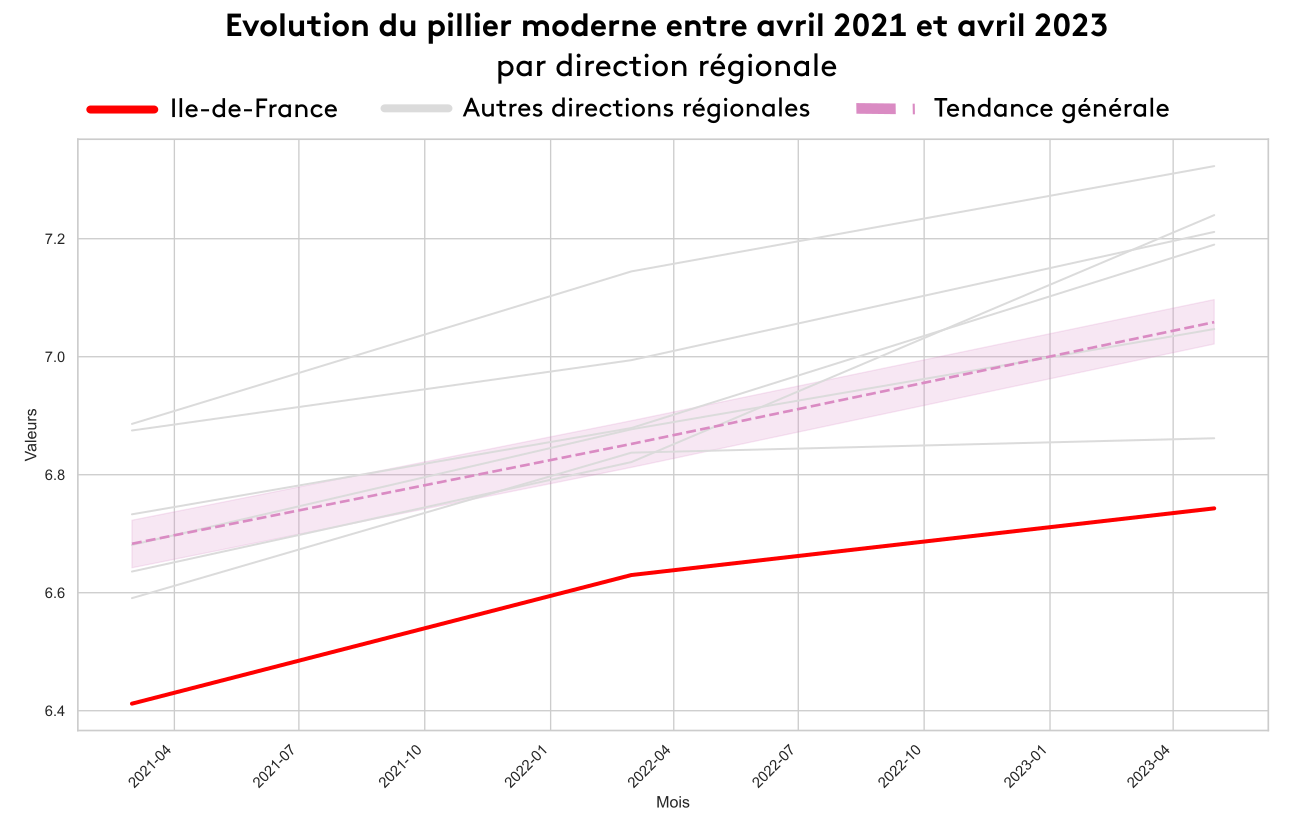 Evolution du pillier moderne entre avril 2021 et avril 2023
par direction régionale
Ile-de-France
Autres directions régionales
Tendance générale
7.2
7.0
6.8
6.6
6.4
Valeurs
2021-04
2021-07
2021-10
2022-01
2022-04
2022-07
2022-10
2023-01
2023-04
Mois